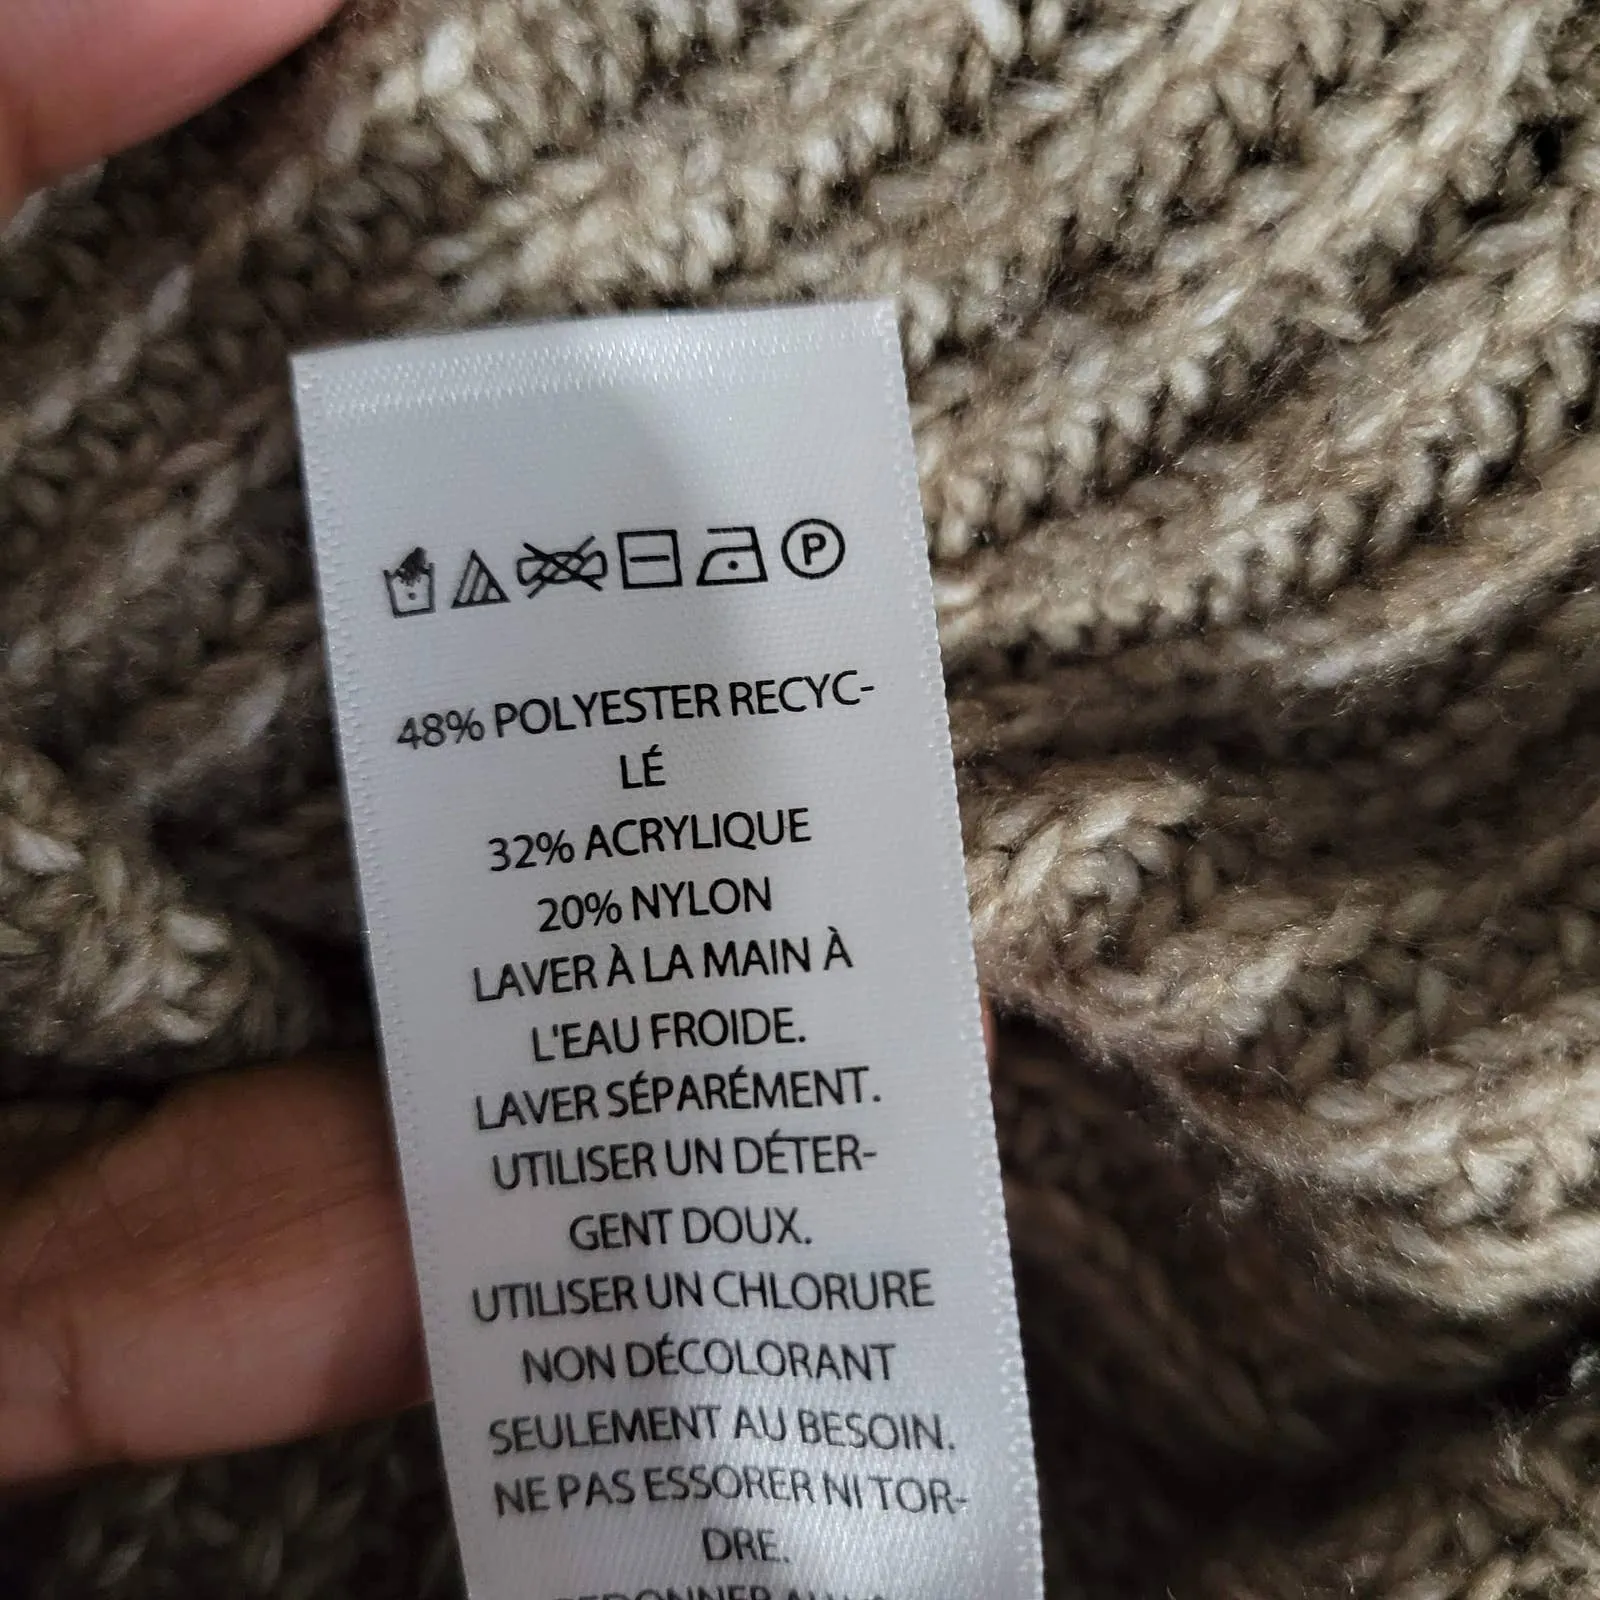 P
48% POLYESTER RECYC-
LÉ
32% ACRYLIQUE
20% NYLON
LAVER À LA MAIN À
L'EAU FROIDE.
LAVER SÉPARÉMENT.
UTILISER UN DÉTER-
GENT DOUX.
UTILISER UN CHLORURE
NON DÉCOLORANT
SEULEMENT AU BESOIN.
NE PAS ESSORER NI TOR-
DRE.